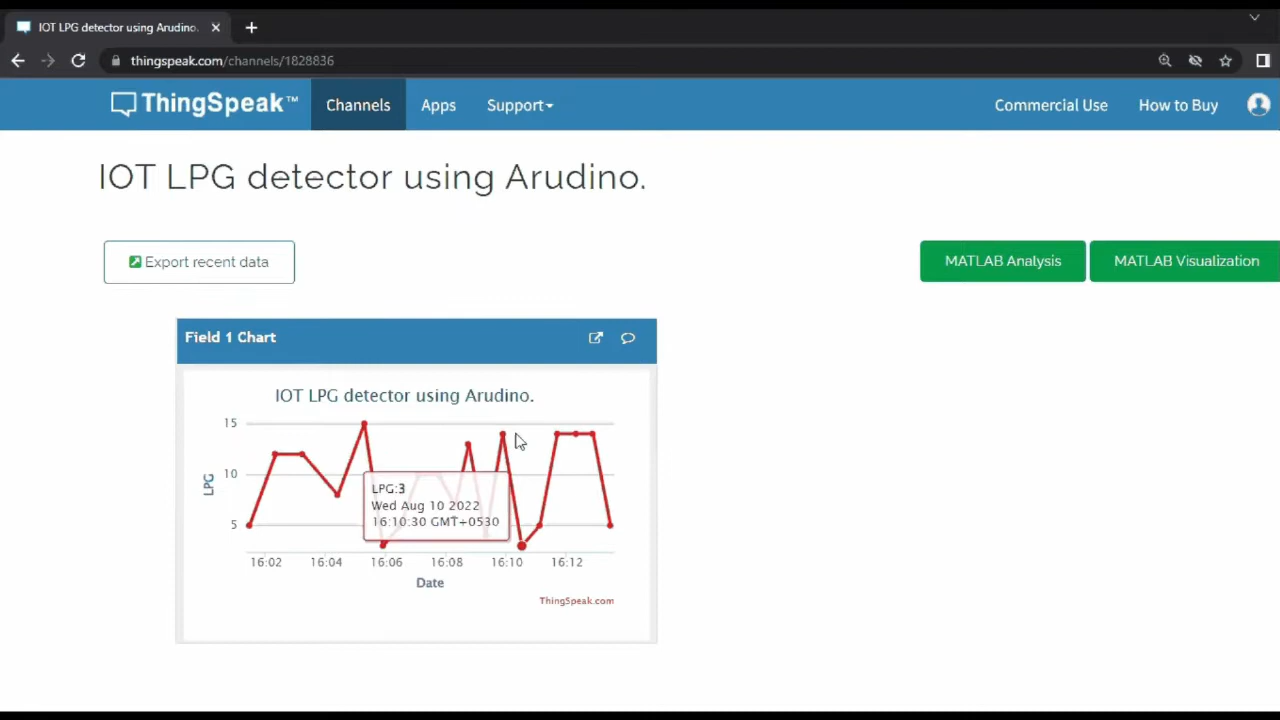 IOT LPG detector using Arudino.
thingspeak.com/channels/1828836
ThingSpeak™
Channels
Apps
Support
Commercial Use
How to Buy
IOT LPG detector using Arudino.
Export recent data
MATLAB Analysis
MATLAB Visualization
Field 1 Chart
IOT LPG detector using Arudino.
15
10
5
LPG
LPG:3
Wed Aug 10 2022
16:10:30 GMT+0530
16:02 16:04 16:06 16:08 16:10 16:12
Date
ThingSpeak.com